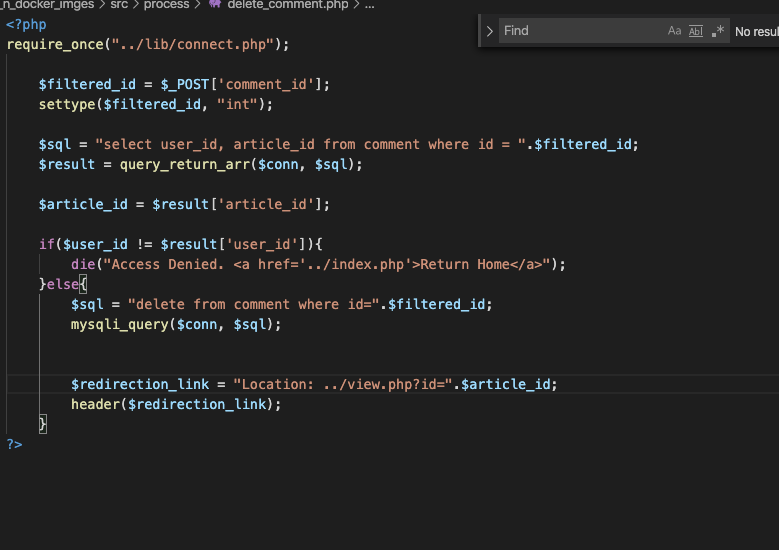 _n_docker_imges > src > process > delete_comment.php > ...
<?php
Find Aa Abl .* No resul
require_once("../lib/connect.php");
$filtered_id = $_POST['comment_id'];
settype($filtered_id, "int");
$sql = "select user_id, article_id from comment where id = ".$filtered_id;
$result = query_return_arr($conn, $sql);
$article_id = $result['article_id'];
if($user_id != $result['user_id']){
die("Access Denied. <a href='../index.php'>Return Home</a>");
}else{
$sql = "delete from comment where id=".$filtered_id;
mysqli_query($conn, $sql);
$redirection_link = "Location: ../view.php?id=".$article_id;
header($redirection_link);
}
?>